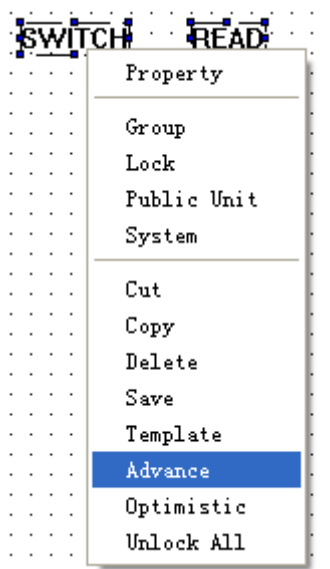 SWITCH READ
Property
Group
Lock
Public Unit
System
Cut
Copy
Delete
Save
Template
Advance
Optimistic
Unlock All